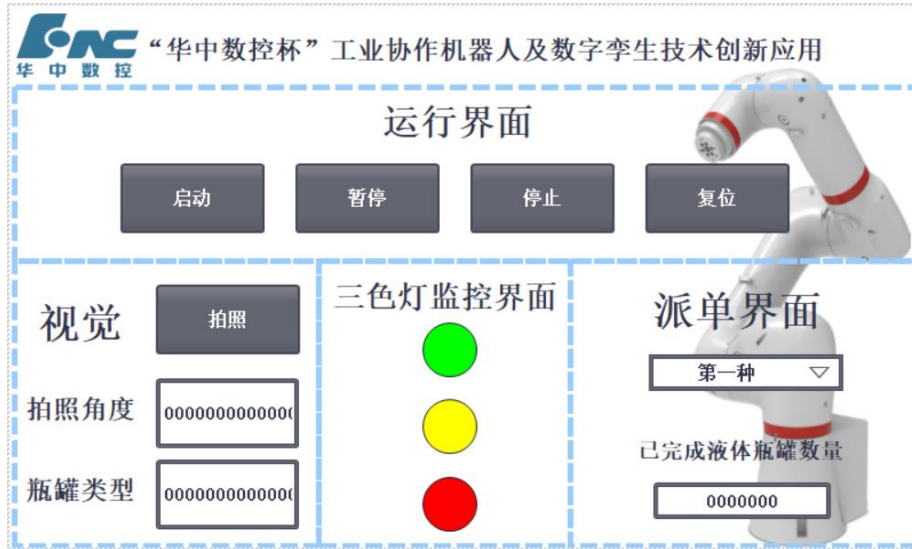 HNC
华中数控
“华中数控杯”工业协作机器人及数字孪生技术创新应用
运行界面
启动 暂停 停止 复位
视觉 拍照
拍照角度 0000000000000
瓶罐类型 0000000000000
三色灯监控界面
派单界面
第一种
已完成液体瓶罐数量
0000000